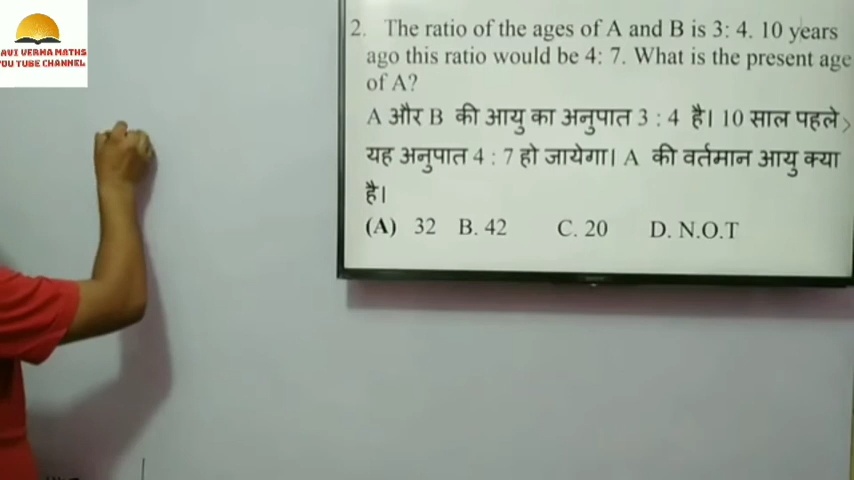 AVI VERMA MATHS
YOU TUBE CHANNEL
2. The ratio of the ages of A and B is 3: 4. 10 years
ago this ratio would be 4: 7. What is the present age
of A?
A और B की आयु का अनुपात 3 : 4 है। 10 साल पहले
यह अनुपात 4 : 7 हो जायेगा। A की वर्तमान आयु क्या
है।
(A) 32 B. 42 C. 20 D. N.O.T